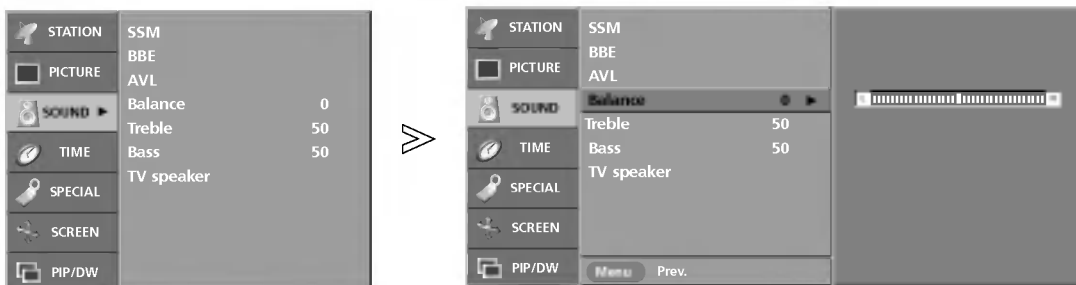 STATION
PICTURE
SOUND ►
TIME
SPECIAL
SCREEN
PIP/DW
SSM
BBE
AVL
Balance 0
Treble 50
Bass 50
TV speaker
STATION
PICTURE
SOUND
TIME
SPECIAL
SCREEN
PIP/DW
SSM
BBE
AVL
Balance 0 ►
Treble 50
Bass 50
TV speaker
Menu Prev.